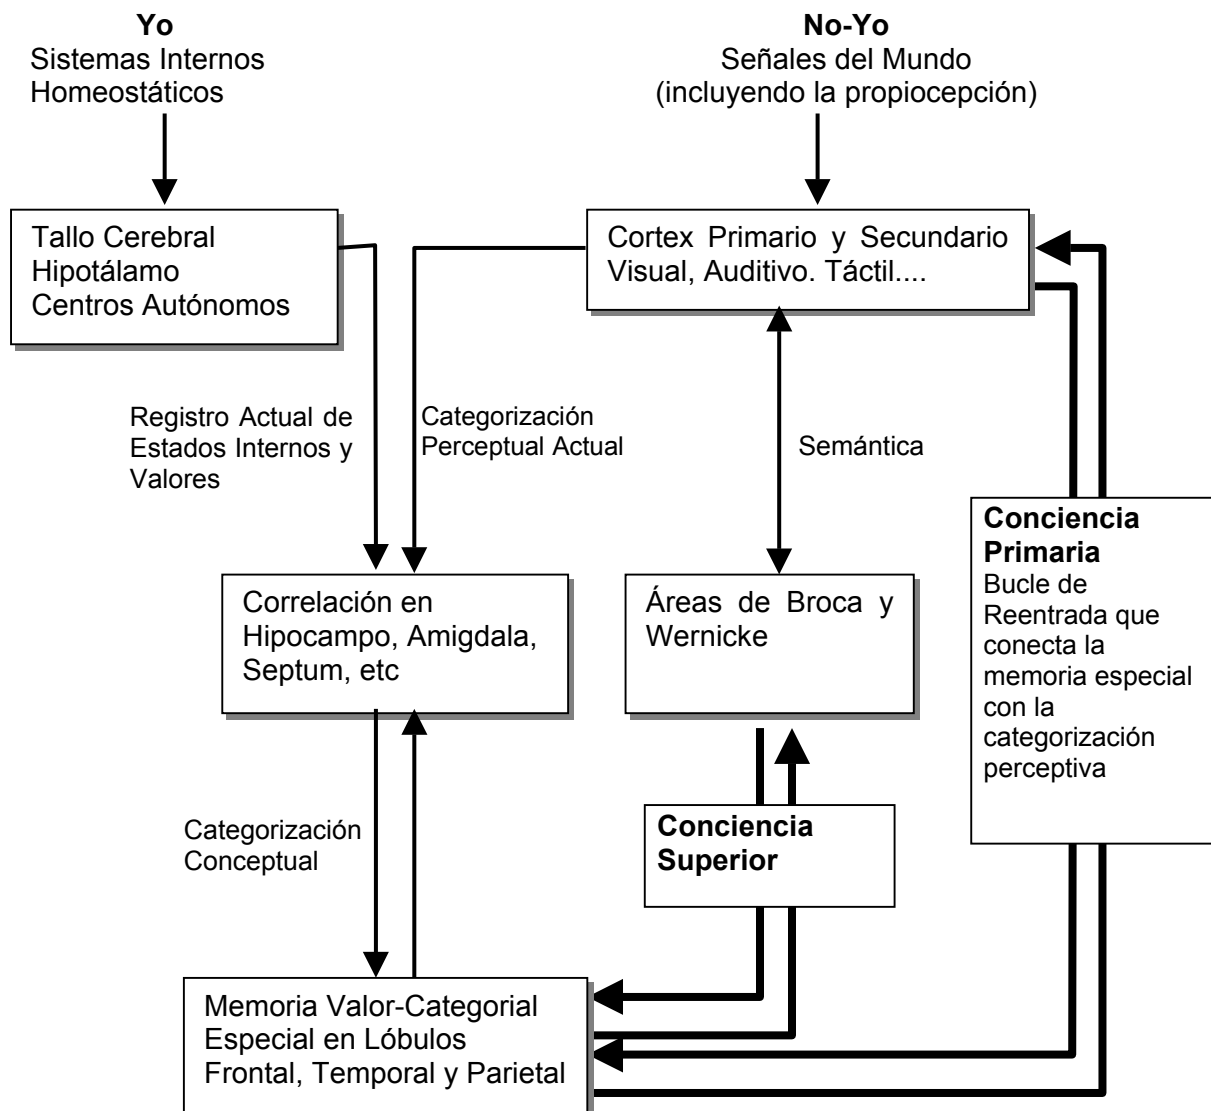 Yo
Sistemas Internos
Homeostáticos
No-Yo
Señales del Mundo
(incluyendo la propiocepción)
Tallo Cerebral
Hipotálamo
Centros Autónomos
Cortex Primario y Secundario
Visual, Auditivo. Táctil....
Registro Actual de
Estados Internos y
Valores
Categorización
Perceptual Actual
Semántica
Conciencia
Primaria
Bucle de
Reentrada que
conecta la
memoria especial
con la
categorización
perceptiva
Correlación en
Hipocampo, Amigdala,
Septum, etc
Áreas de Broca y
Wernicke
Categorización
Conceptual
Conciencia
Superior
Memoria Valor-Categorial
Especial en Lóbulos
Frontal, Temporal y Parietal